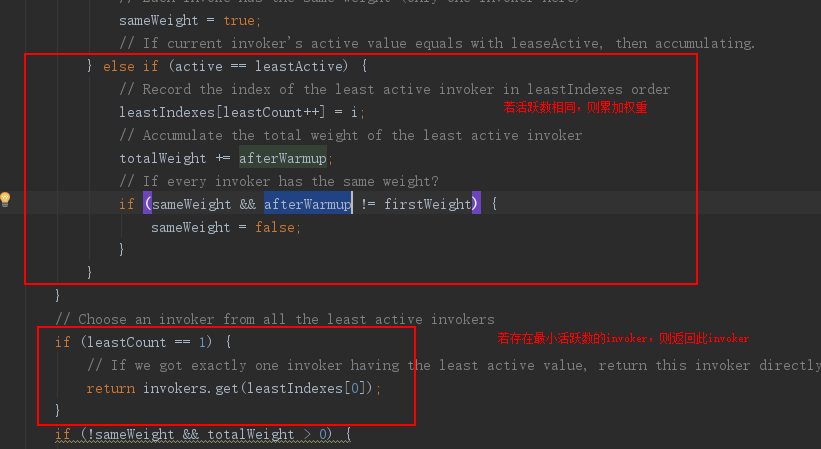 // Each invoke has the same weight (only one invoker here)
sameWeight = true;
// If current invoker's active value equals with leaseActive, then accumulating.
} else if (active == leastActive) {
// Record the index of the least active invoker in leastIndexes order
leastIndexes[leastCount++] = i;
若活跃数相同，则累加权重
// Accumulate the total weight of the least active invoker
totalWeight += afterWarmup;
// If every invoker has the same weight?
if (sameWeight && afterWarmup != firstWeight) {
sameWeight = false;
}
}
}
// Choose an invoker from all the least active invokers
if (leastCount == 1) {
若存在最小活跃数的invoker，则返回此invoker
// If we got exactly one invoker having the least active value, return this invoker directly
return invokers.get(leastIndexes[0]);
}
if (!sameWeight && totalWeight > 0) {